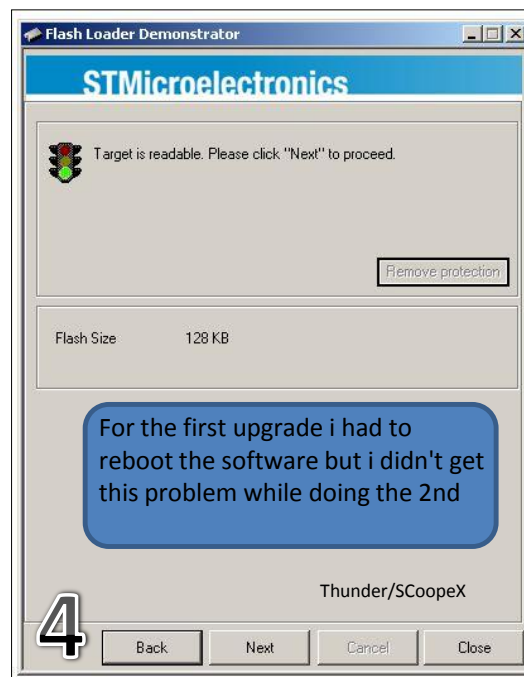 Flash Loader Demonstrator
STMicroelectronics
Target is readable. Please click "Next" to proceed.
Remove protection
Flash Size 128 KB
For the first upgrade i had to
reboot the software but i didn't get
this problem while doing the 2nd
Thunder/SCoopeX
4
Back Next Cancel Close